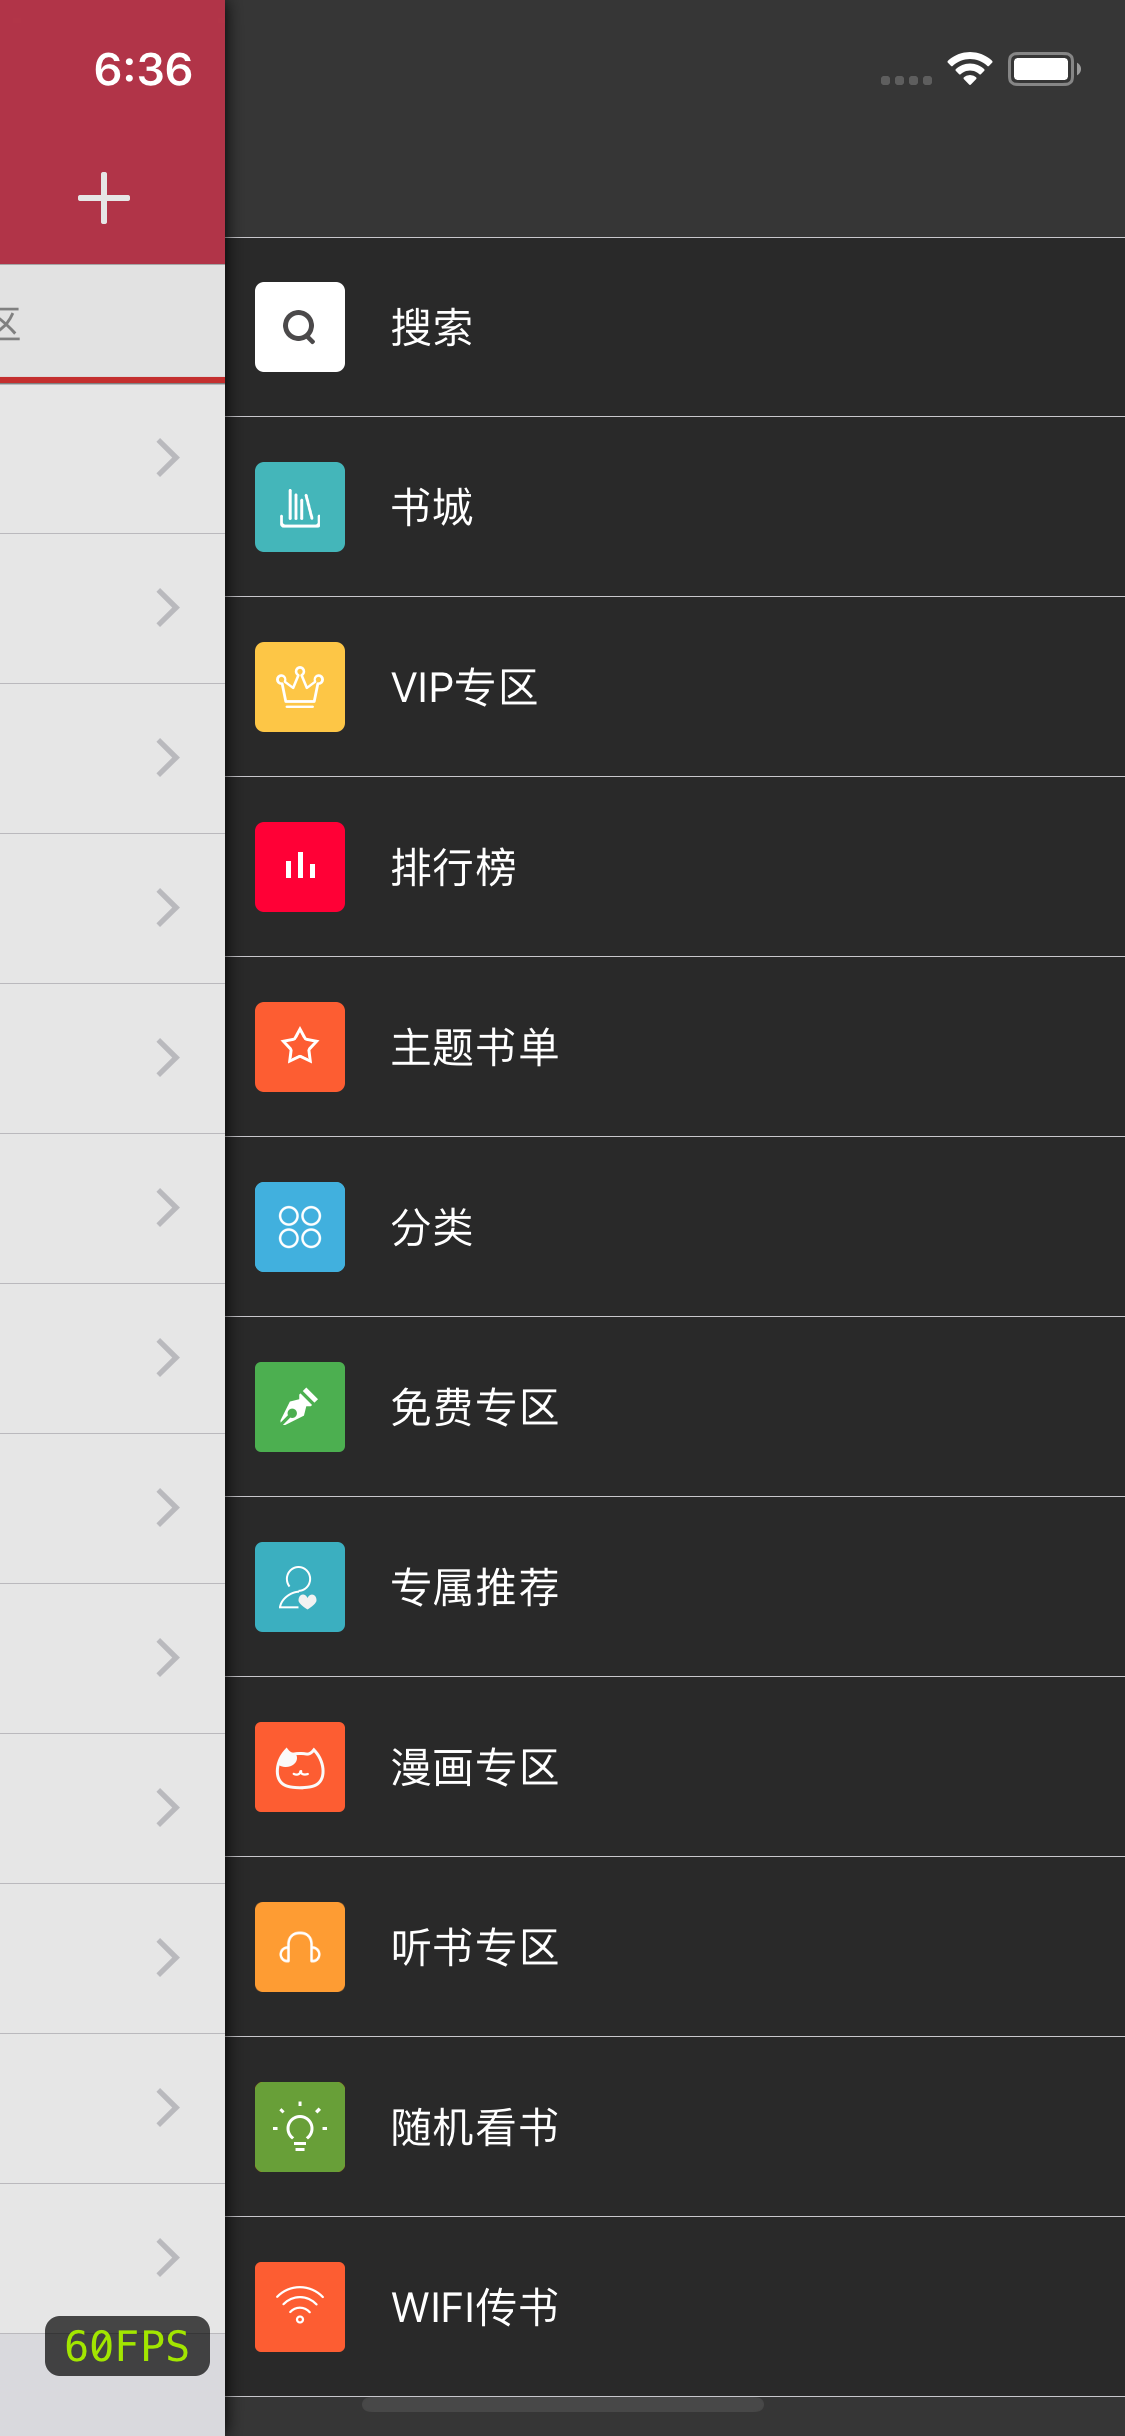 6:36
区
搜索
书城
VIP专区
排行榜
主题书单
分类
免费专区
专属推荐
漫画专区
听书专区
随机看书
WIFI传书
60FPS